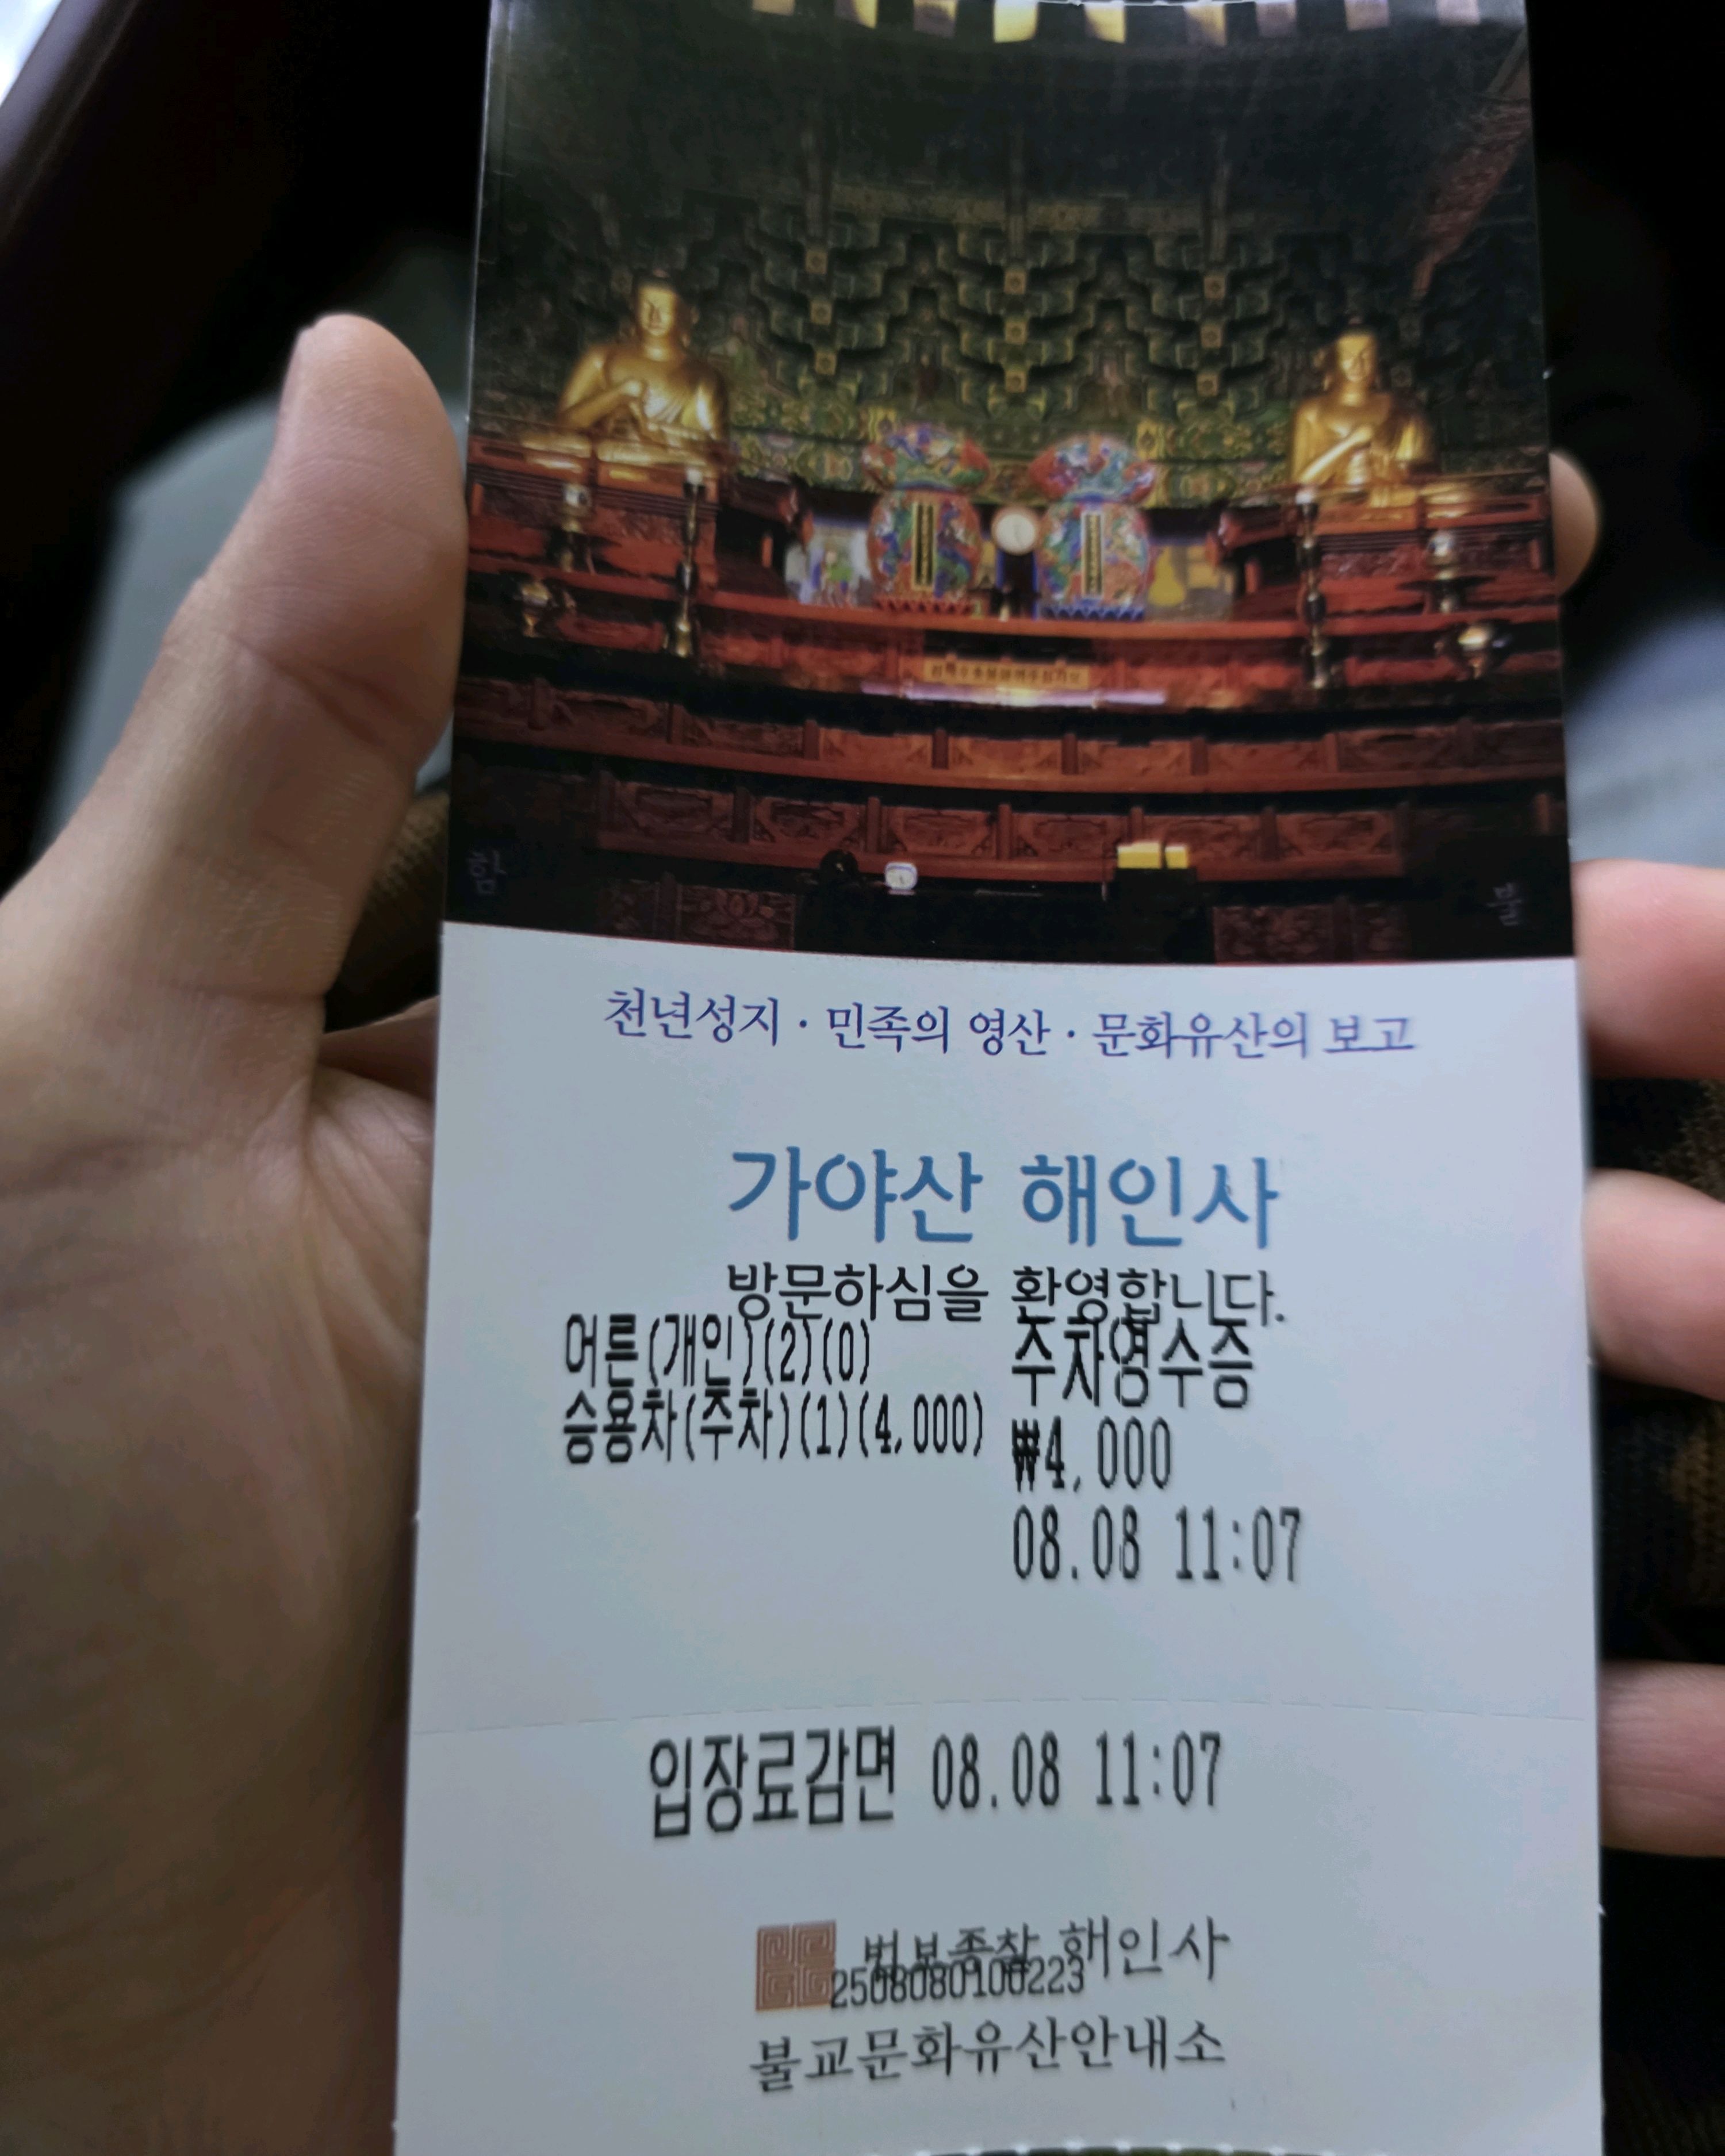 천년성지 · 민족의 영산 · 문화유산의 보고
가야산 해인사
방문하심을 환영합니다.
어른(개인)(2)(0)
승용차(주차)(1)(4,000)
주차영수증
₩4,000
08.08 11:07
입장료감면 08.08 11:07
법보종찰 해인사
2508080100223
불교문화유산안내소